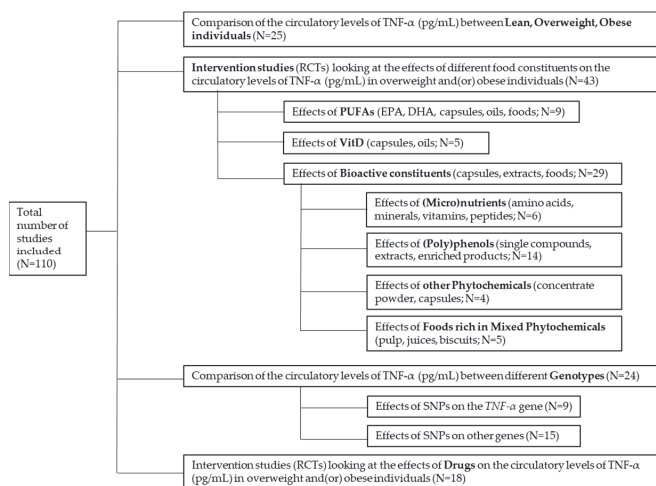 Comparison of the circulatory levels of TNF-α (pg/mL) between Lean, Overweight, Obese
individuals (N=25)
Intervention studies (RCTs) looking at the effects of different food constituents on the
circulatory levels of TNF-α (pg/mL) in overweight and(or) obese individuals (N=43)
Effects of PUFAs (EPA, DHA, capsules, oils, foods; N=9)
Effects of VitD (capsules, oils; N=5)
Effects of Bioactive constituents (capsules, extracts, foods; N=29)
Effects of (Micro)nutrients (amino acids,
minerals, vitamins, peptides; N=6)
Total
number of
studies
included
(N=110)
Effects of (Poly)phenols (single compounds,
extracts, enriched products; N=14)
Effects of other Phytochemicals (concentrate
powder, capsules; N=4)
Effects of Foods rich in Mixed Phytochemicals
(pulp, juices, biscuits; N=5)
Comparison of the circulatory levels of TNF-α (pg/mL) between different Genotypes (N=24)
Effects of SNPs on the TNF-α gene (N=9)
Effects of SNPs on other genes (N=15)
Intervention studies (RCTs) looking at the effects of Drugs on the circulatory levels of TNF-α
(pg/mL) in overweight and(or) obese individuals (N=18)